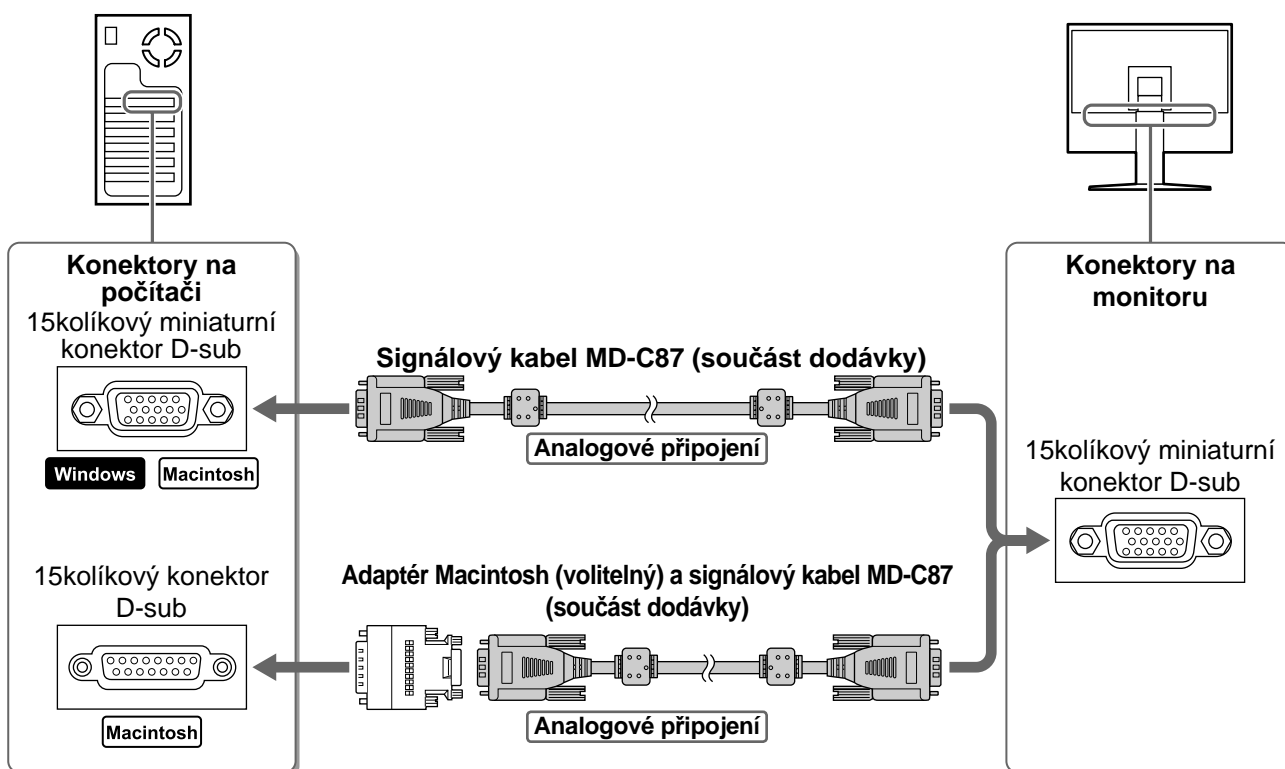 Konektory na
počítači
15kolíkový miniaturní
konektor D-sub
Windows
Macintosh
15kolíkový konektor
D-sub
Macintosh
Signálový kabel MD-C87 (součást dodávky)
Analogové připojení
Adaptér Macintosh (volitelný) a signálový kabel MD-C87
(součást dodávky)
Analogové připojení
Konektory na
monitoru
15kolíkový miniaturní
konektor D-sub